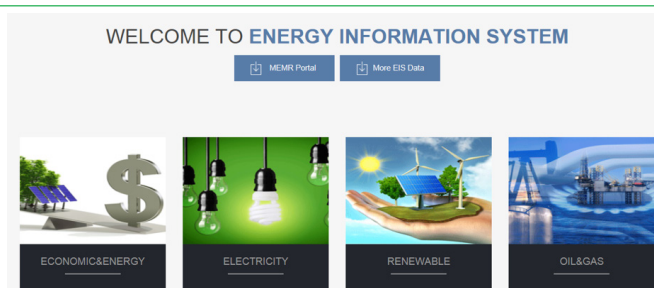 WELCOME TO ENERGY INFORMATION SYSTEM
MEMR Portal
More EIS Data
ECONOMIC&ENERGY
ELECTRICITY
RENEWABLE
OIL&GAS